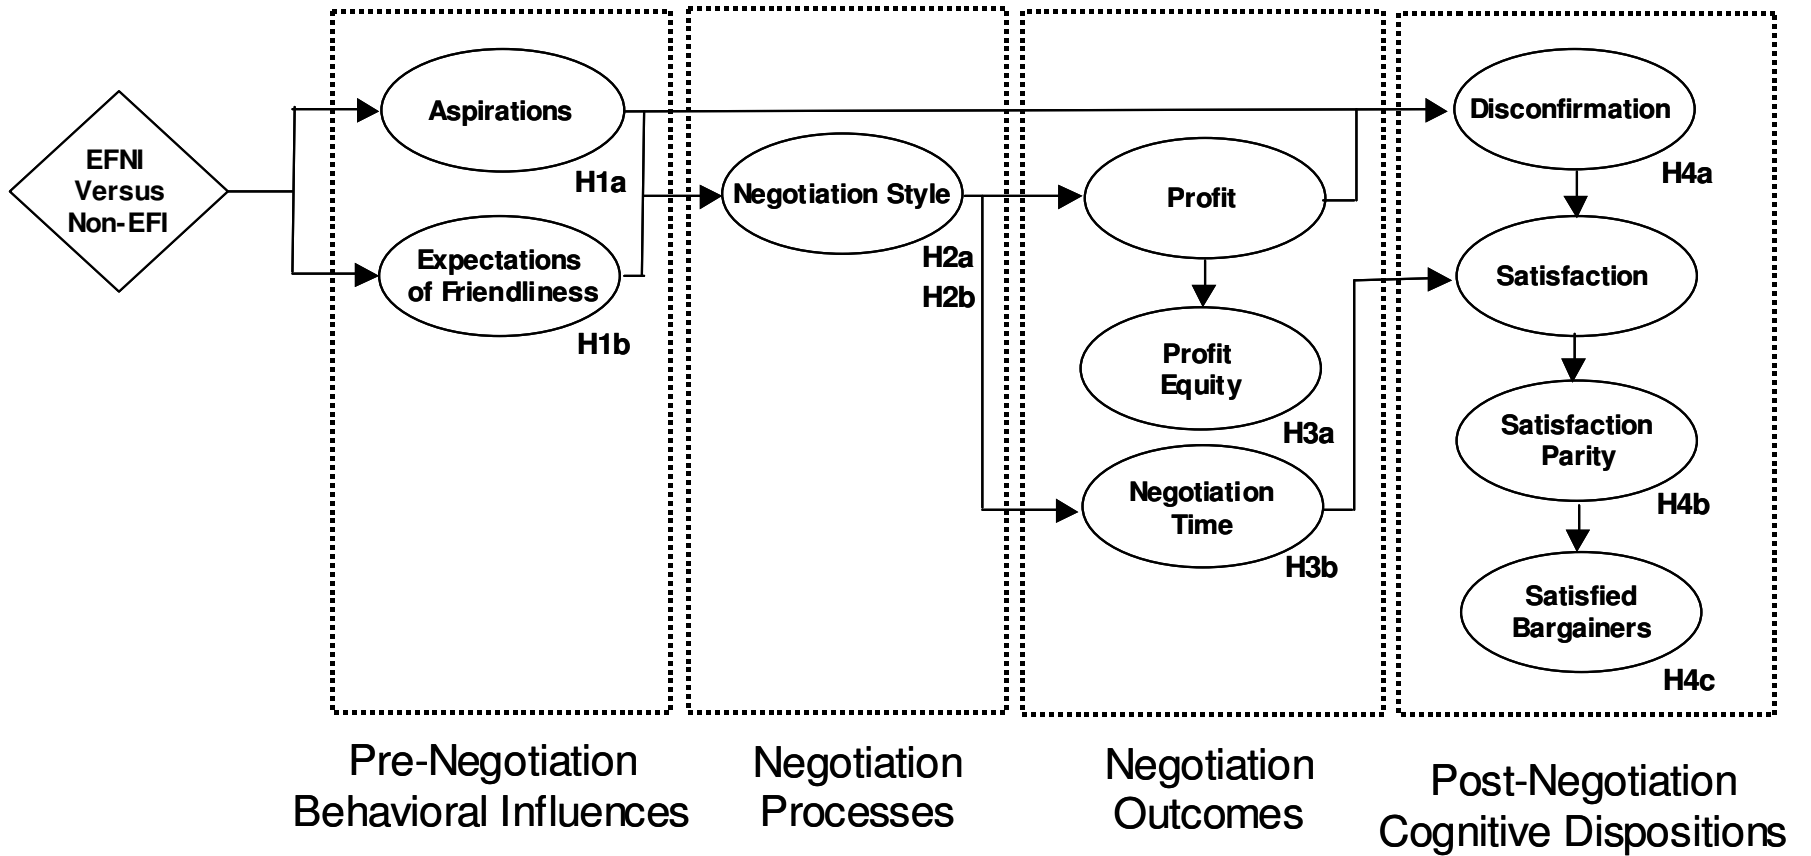 EFNI
Versus
Non-EFI
Aspirations
H1a
Expectations
of Friendliness
H1b
Negotiation Style
H2a
H2b
Profit
Profit
Equity
H3a
Negotiation
Time
H3b
Disconfirmation
H4a
Satisfaction
Satisfaction
Parity
H4b
Satisfied
Bargainers
H4c
Pre-Negotiation
Behavioral Influences
Negotiation
Processes
Negotiation
Outcomes
Post-Negotiation
Cognitive Dispositions